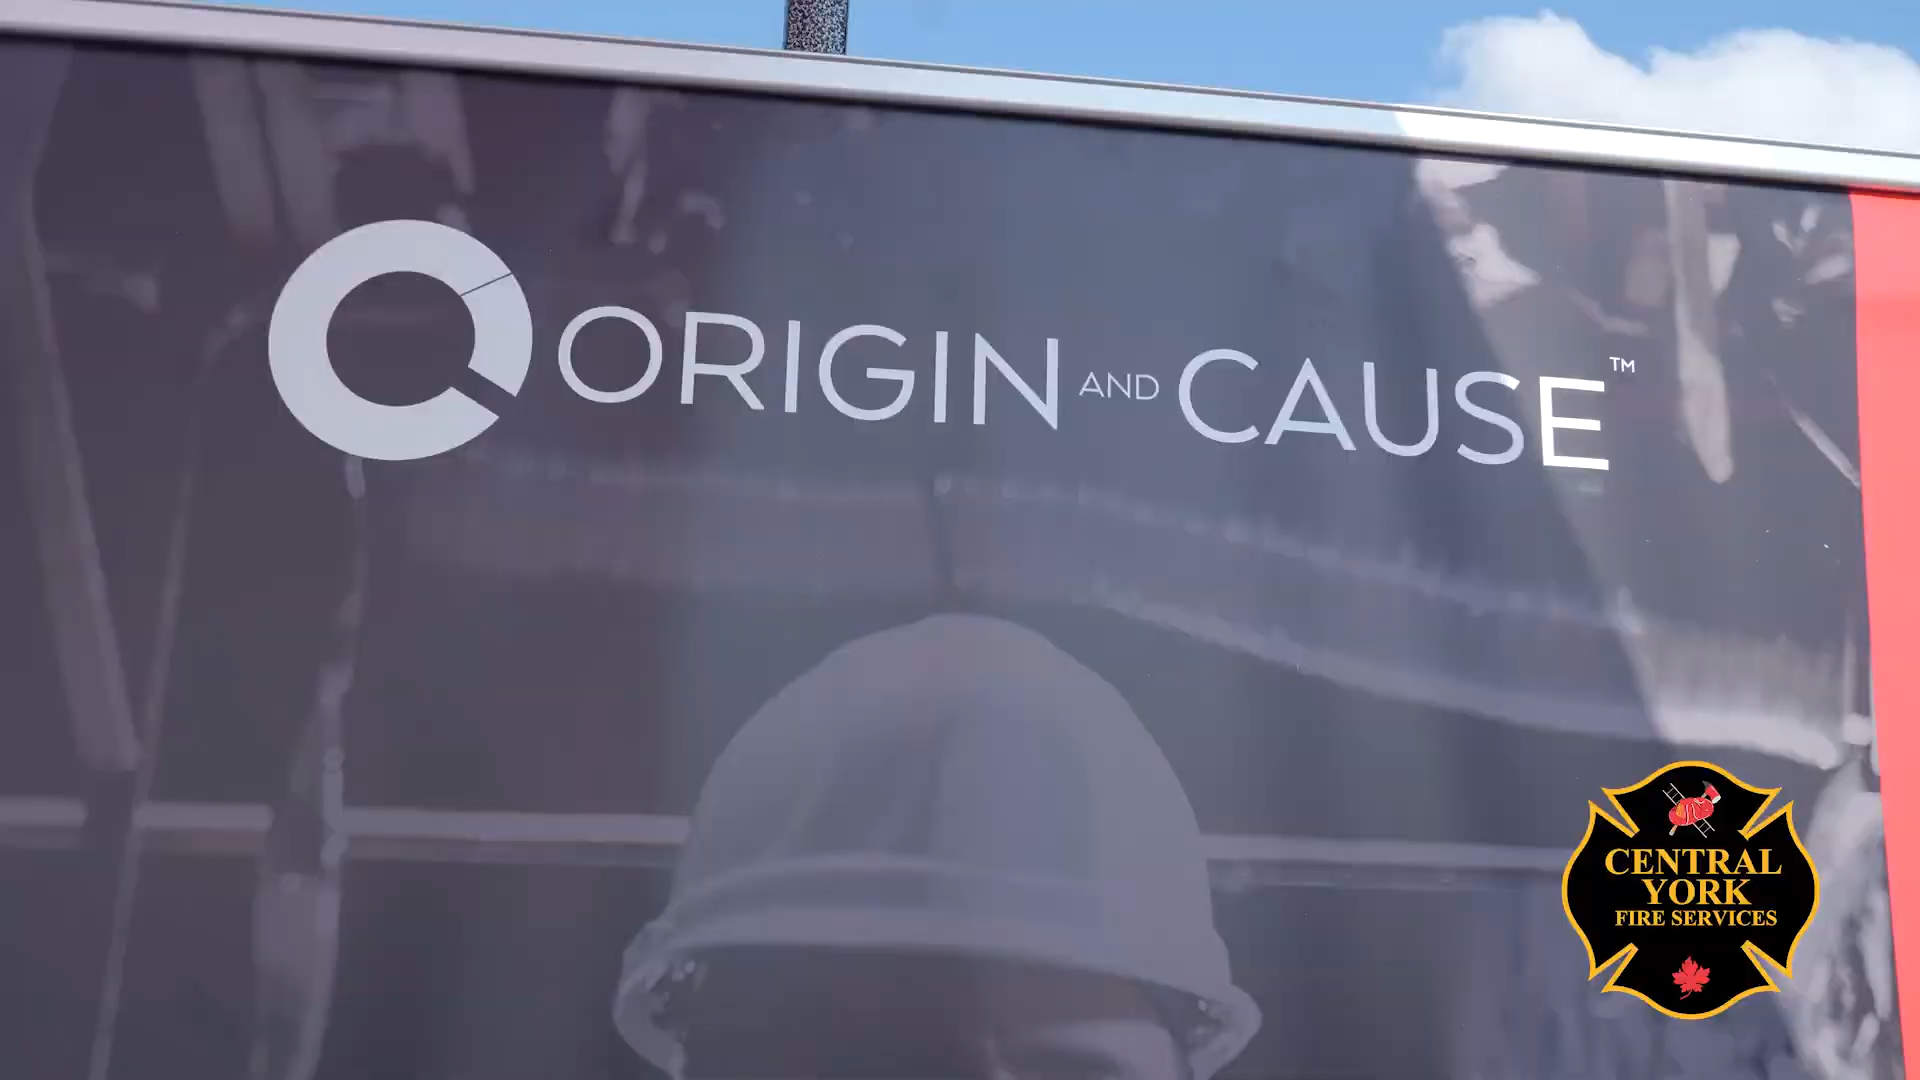 ORIGIN AND CAUSE™
CENTRAL
YORK
FIRE SERVICES